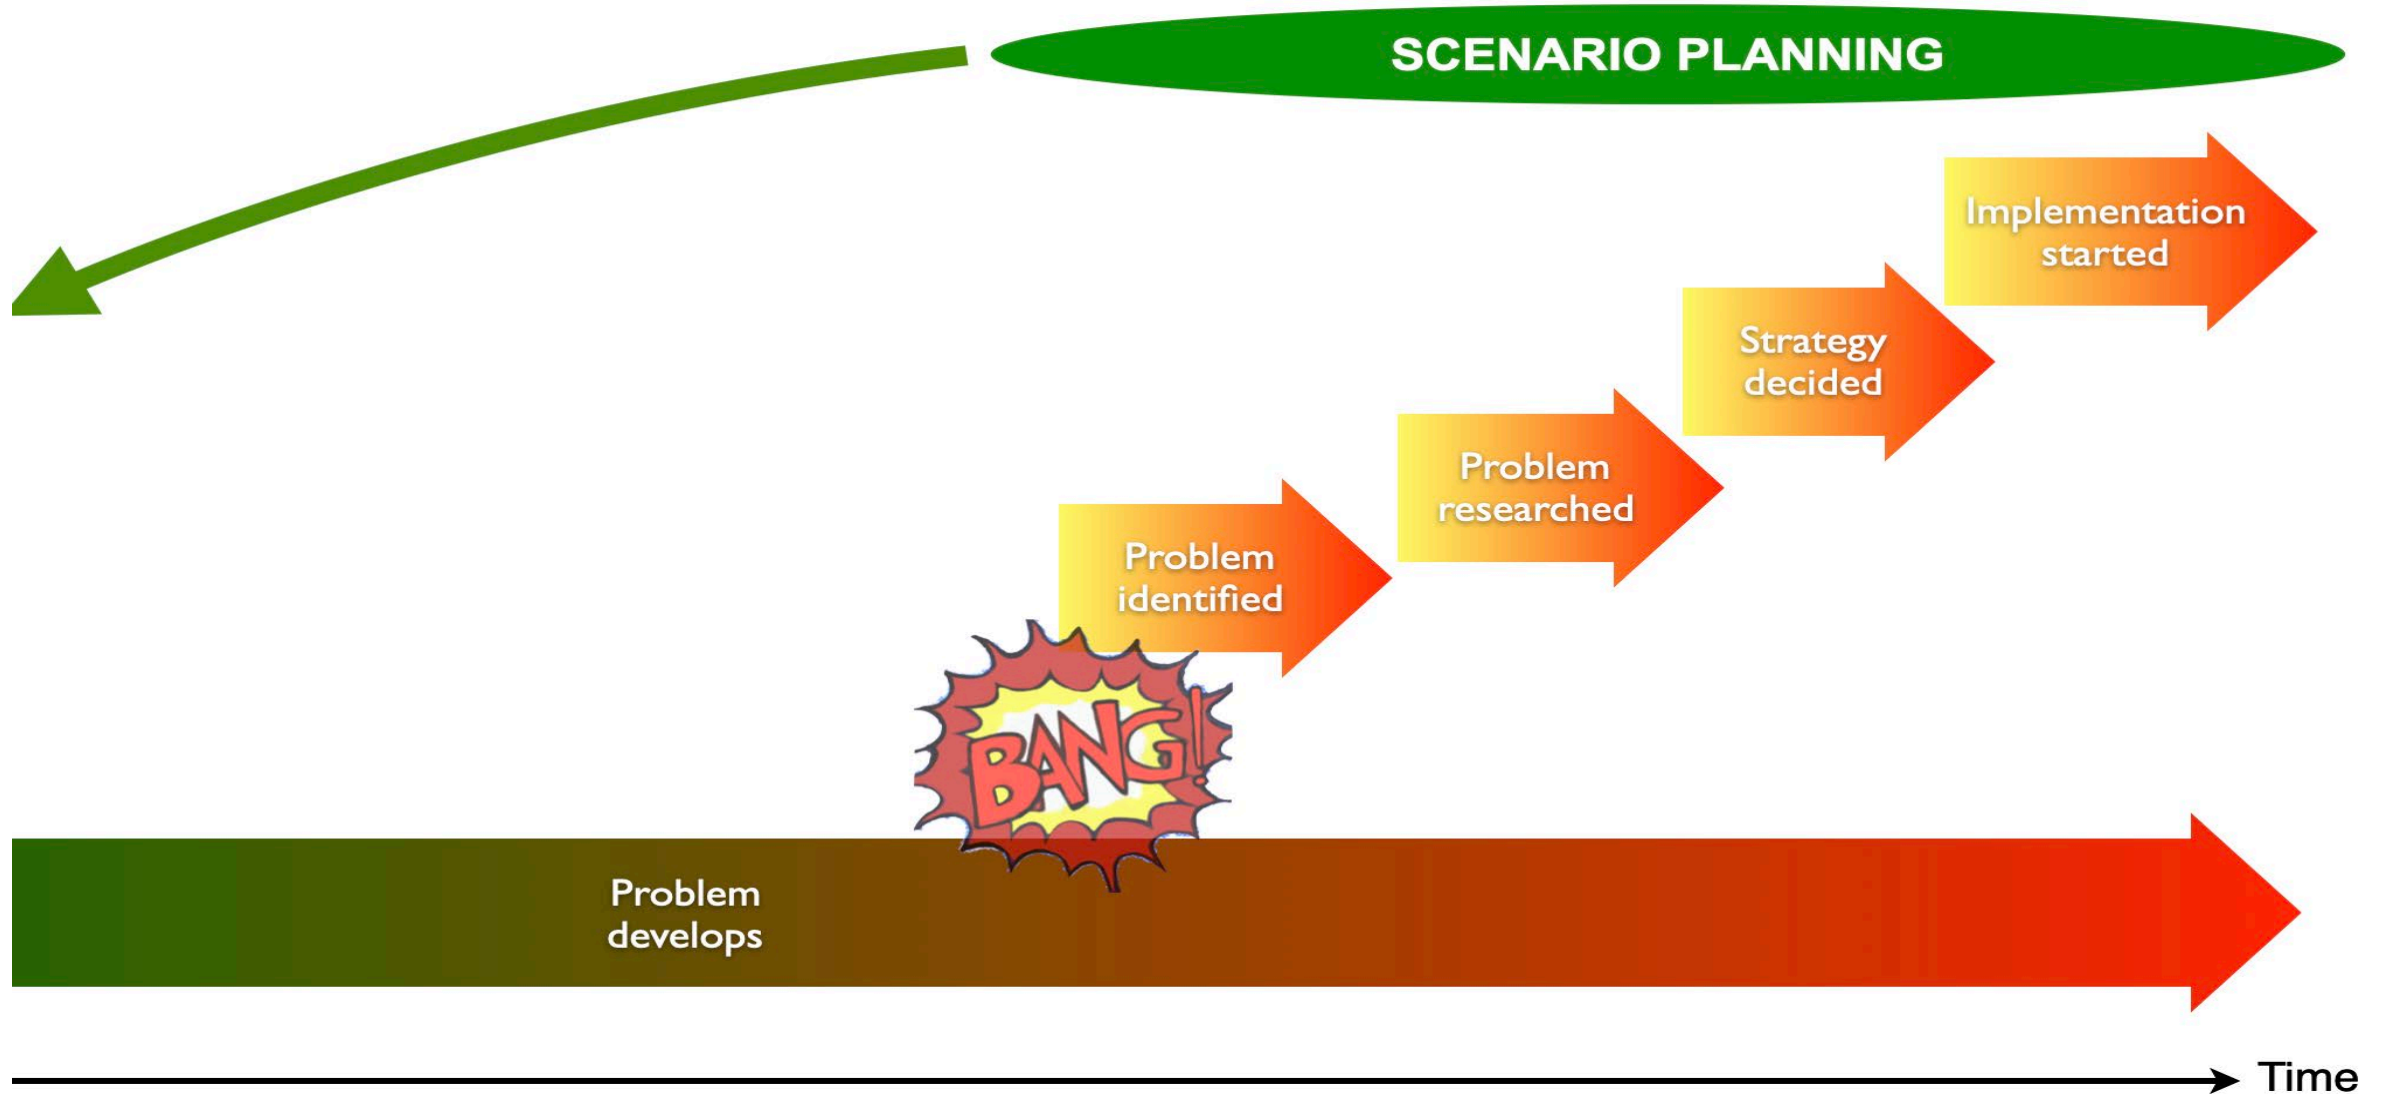 SCENARIO PLANNING
Implementation
started
Strategy
decided
Problem
researched
Problem
identified
BANG!
Problem
develops
Time